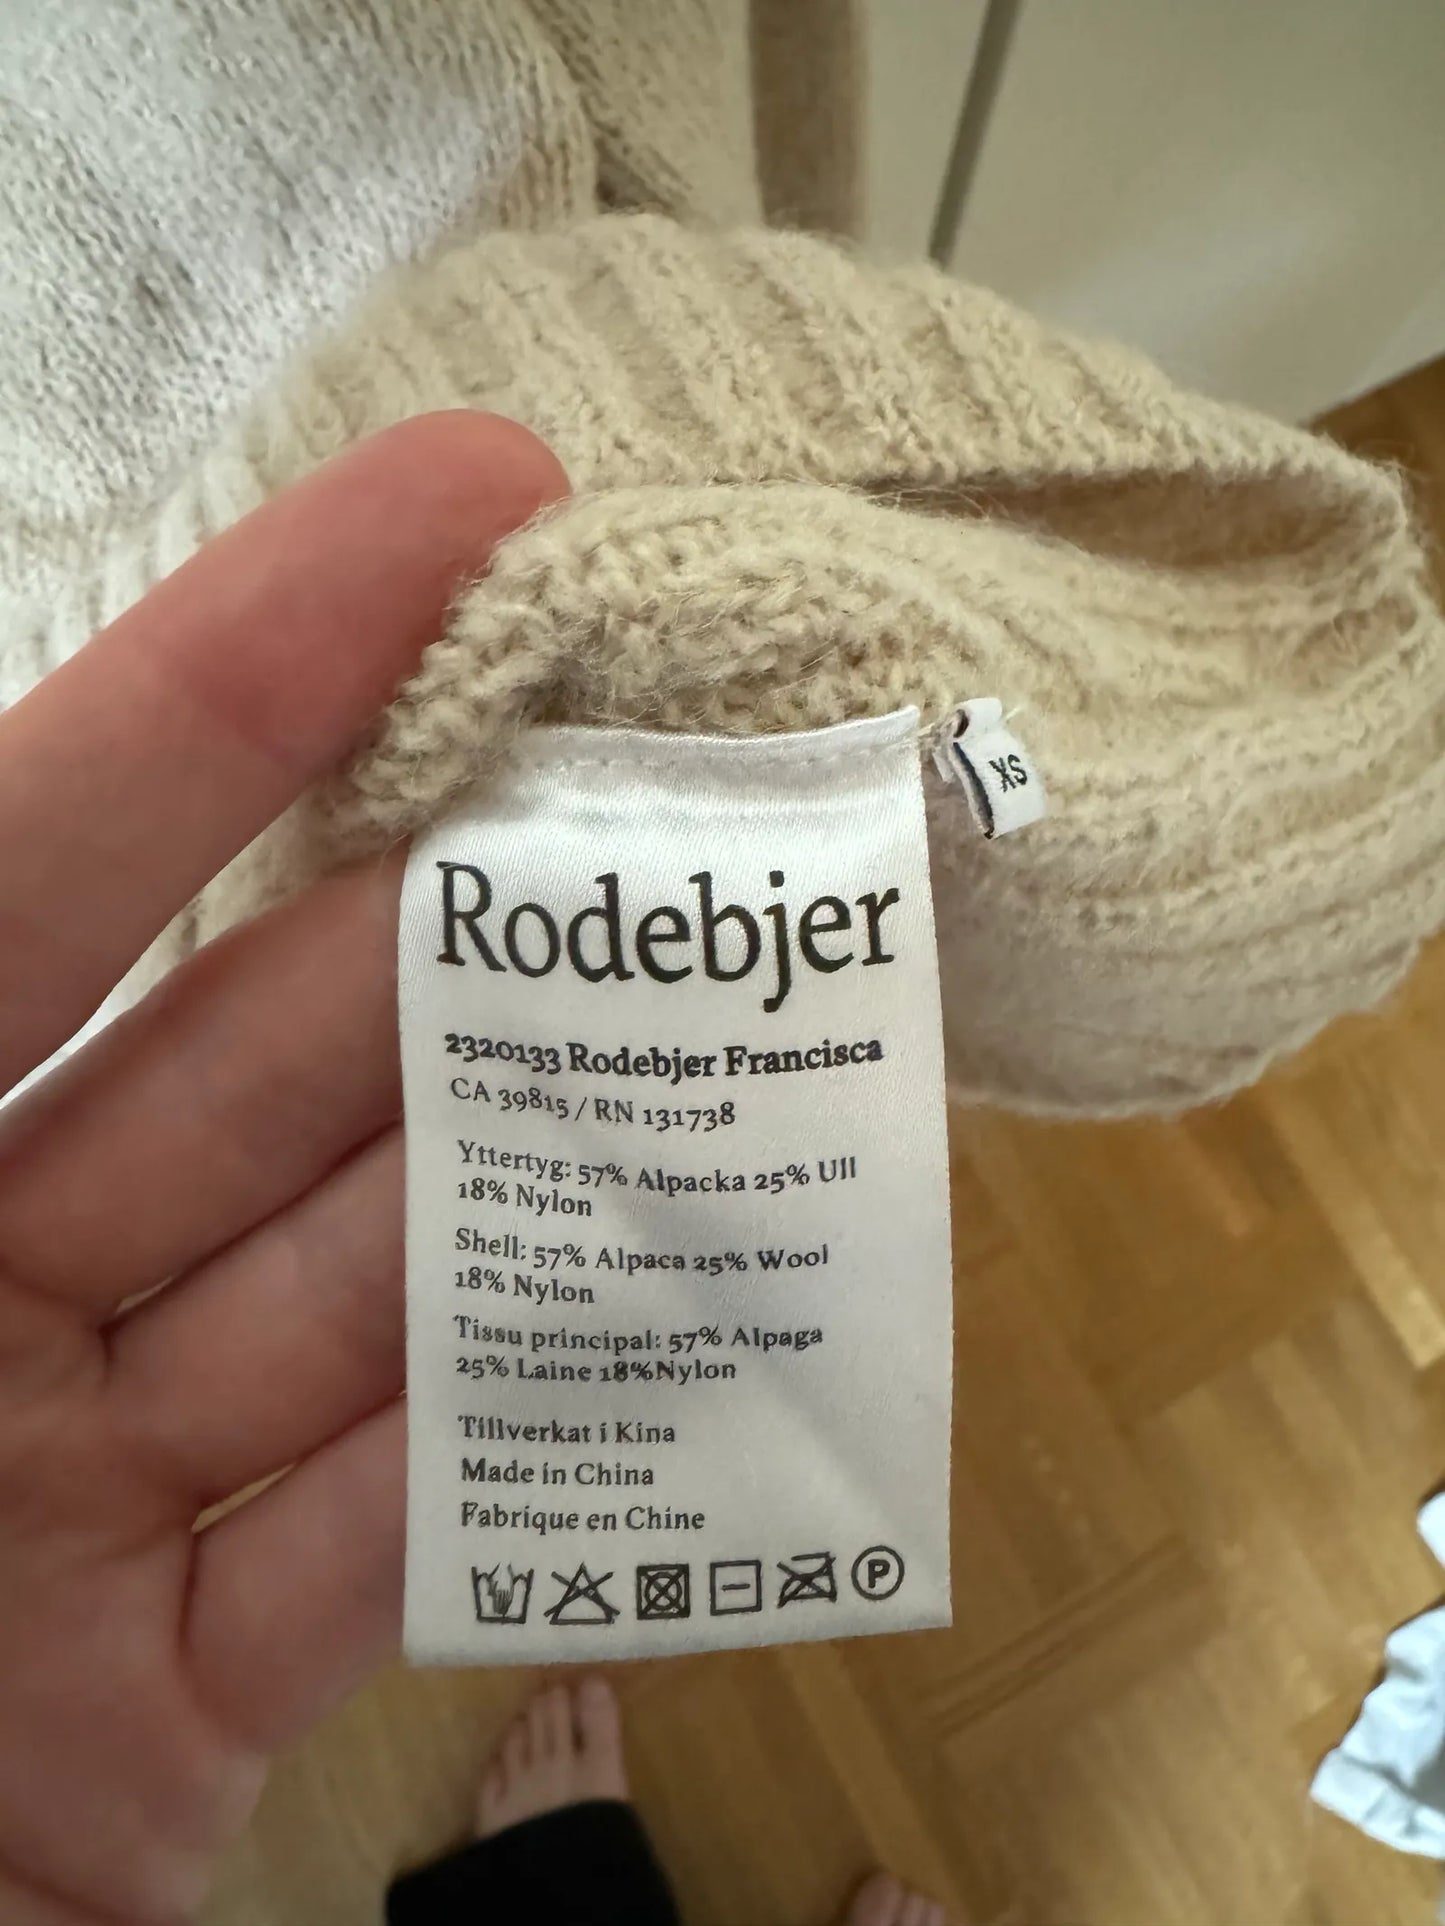 XS
Rodebjer
2320133 Rodebjer Francisca
CA 39815 / RN 131738
Yttertyg: 57% Alpacka 25% Ull
18% Nylon
Shell: 57% Alpaca 25% Wool
18% Nylon
Tissu principal: 57% Alpaga
25% Laine 18%Nylon
Tillverkat i Kina
Made in China
Fabrique en Chine
P